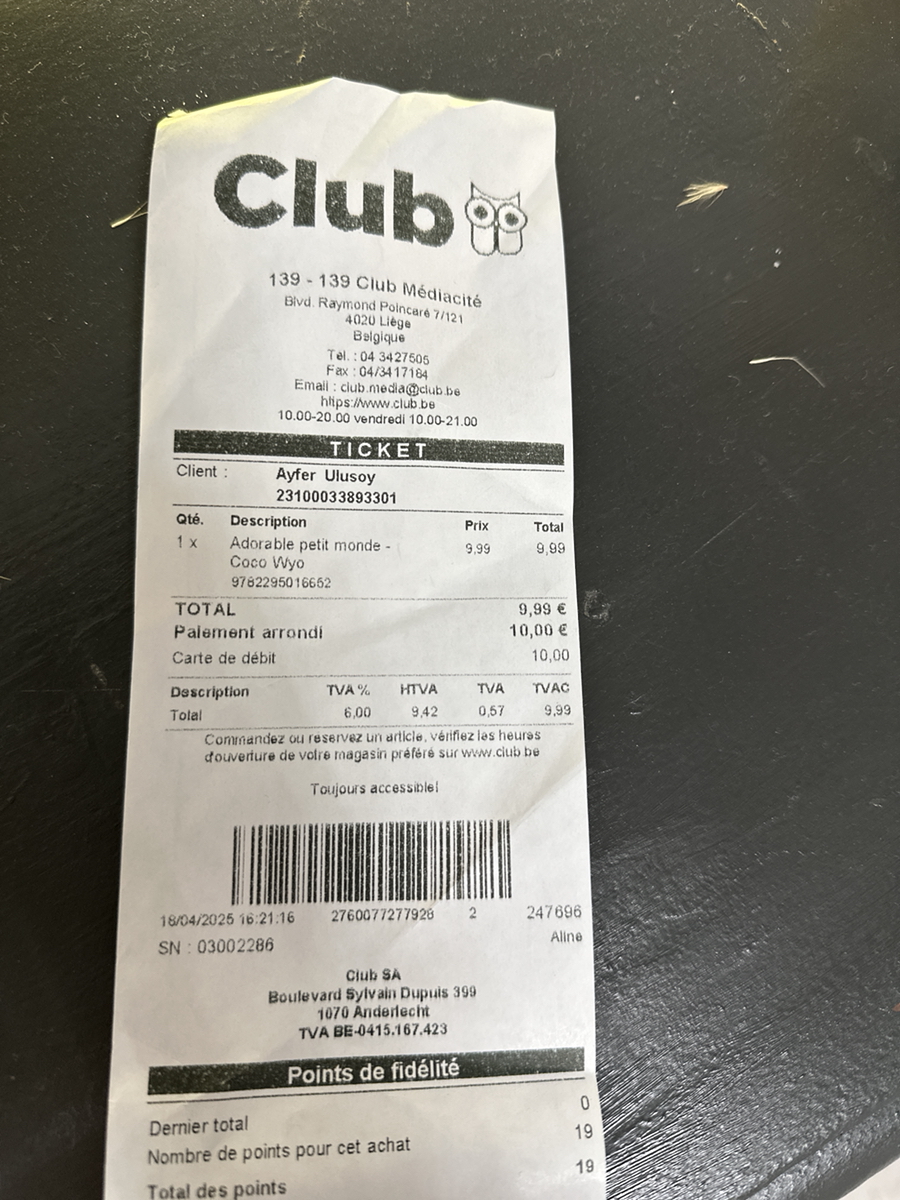 Club
139 - 139 Club Médiacité
Blvd. Raymond Poincaré 7/121
4020 Liège
Belgique
Tél. : 04 3427505
Fax : 04/3417184
Email : club.media@club.be
https://www.club.be
10.00-20.00 vendredi 10.00-21.00
TICKET
Client : Ayfer Ulusoy
23100033893301
Qté. Description Prix Total
1 x Adorable petit monde - 9,99 9,99
Coco Wyo
9782295016652
TOTAL 9,99 €
Paiement arrondi 10,00 €
Carte de débit 10,00
Description TVA % HTVA TVA TVAC
Total 6,00 9,42 0,57 9,99
Commandez ou réservez un article, vérifiez les heures
d'ouverture de votre magasin préféré sur www.club.be
Toujours accessible!
18/04/2025 16:21:16 2760077277928 2 247696
SN : 03002286 Aline
Club SA
Boulevard Sylvain Dupuis 399
1070 Anderlecht
TVA BE-0415.167.423
Points de fidélité
Dernier total 0
Nombre de points pour cet achat 19
Total des points 19